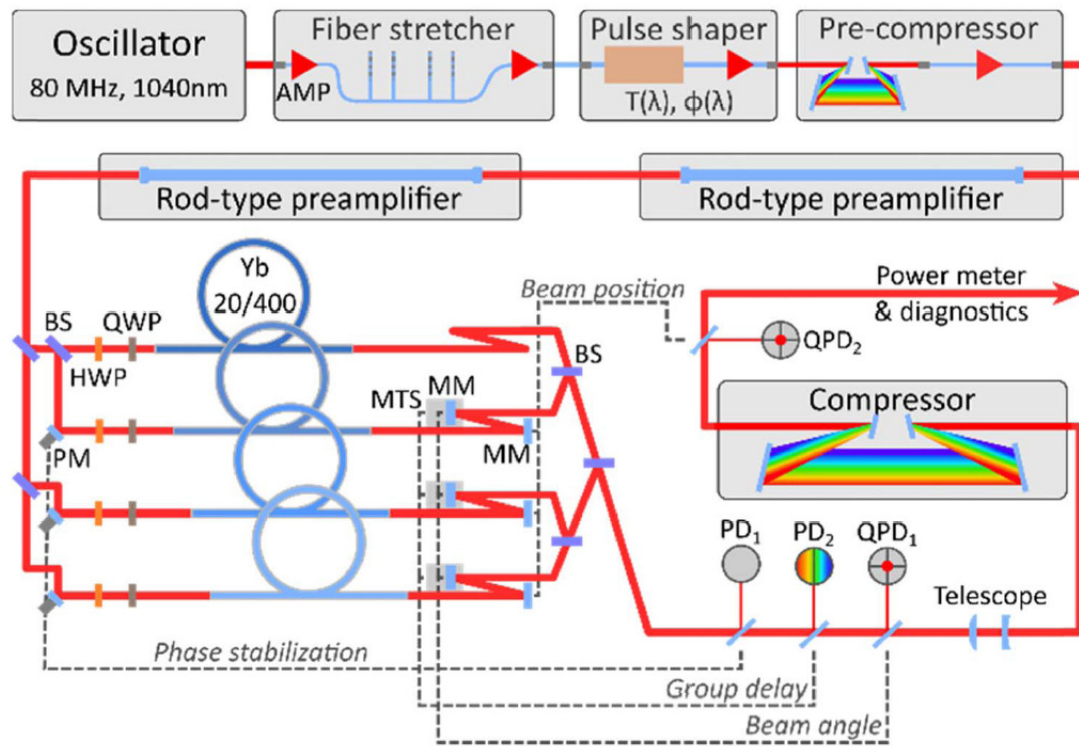 Oscillator
80 MHz, 1040nm
Fiber stretcher
AMP
Pulse shaper
T(λ), ϕ(λ)
Pre-compressor
Rod-type preamplifier
Rod-type preamplifier
Yb
20/400
BS
QWP
HWP
PM
MTS
MM
MM
BS
Beam position
Power meter
& diagnostics
QPD2
Compressor
PD1
PD2
QPD1
Telescope
Phase stabilization
Group delay
Beam angle